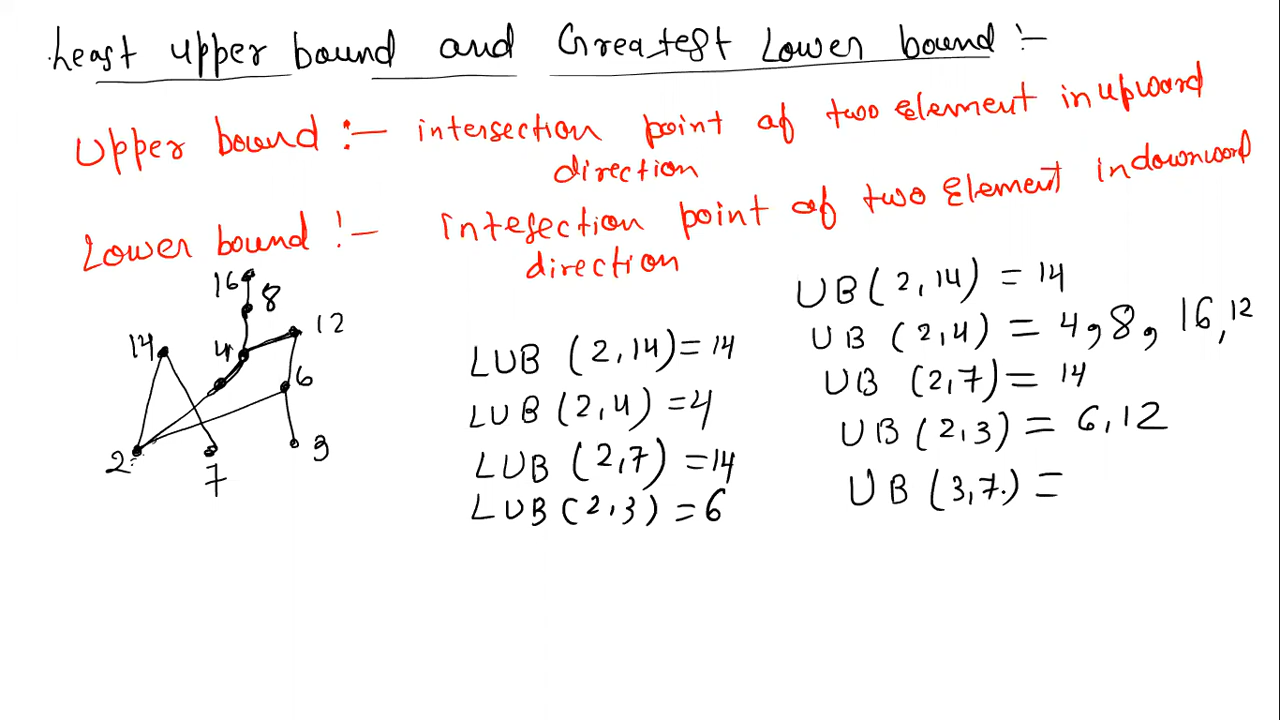 Least upper bound and Greatest Lower bound :-
Upper bound :- intersection point of two element in upword
direction
Lower bound :- intefection point of two Element in downword
direction
16
8
12
14
4
6
2
7
3
LUB (2,14)=14
LUB (2,4) =4
LUB (2,7) =14
LUB (2,3) =6
UB (2,14) = 14
UB (2,4) = 4,8, 16,12
UB (2,7)= 14
UB (2,3) = 6,12
UB (3,7.) =